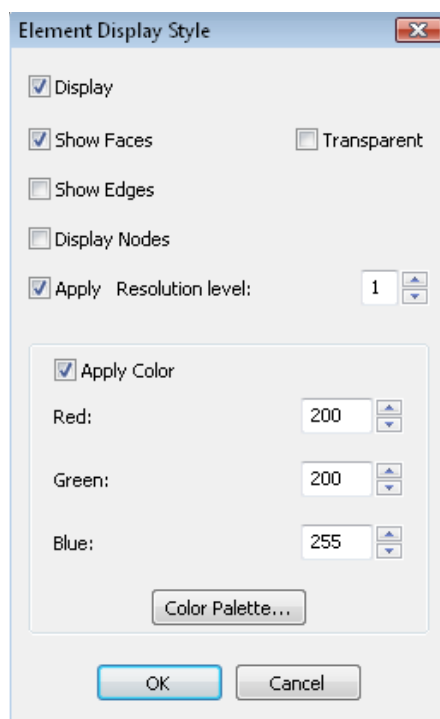 Element Display Style
Display
Show Faces Transparent
Show Edges
Display Nodes
Apply Resolution level: 1
Apply Color
Red: 200
Green: 200
Blue: 255
Color Palette...
OK Cancel